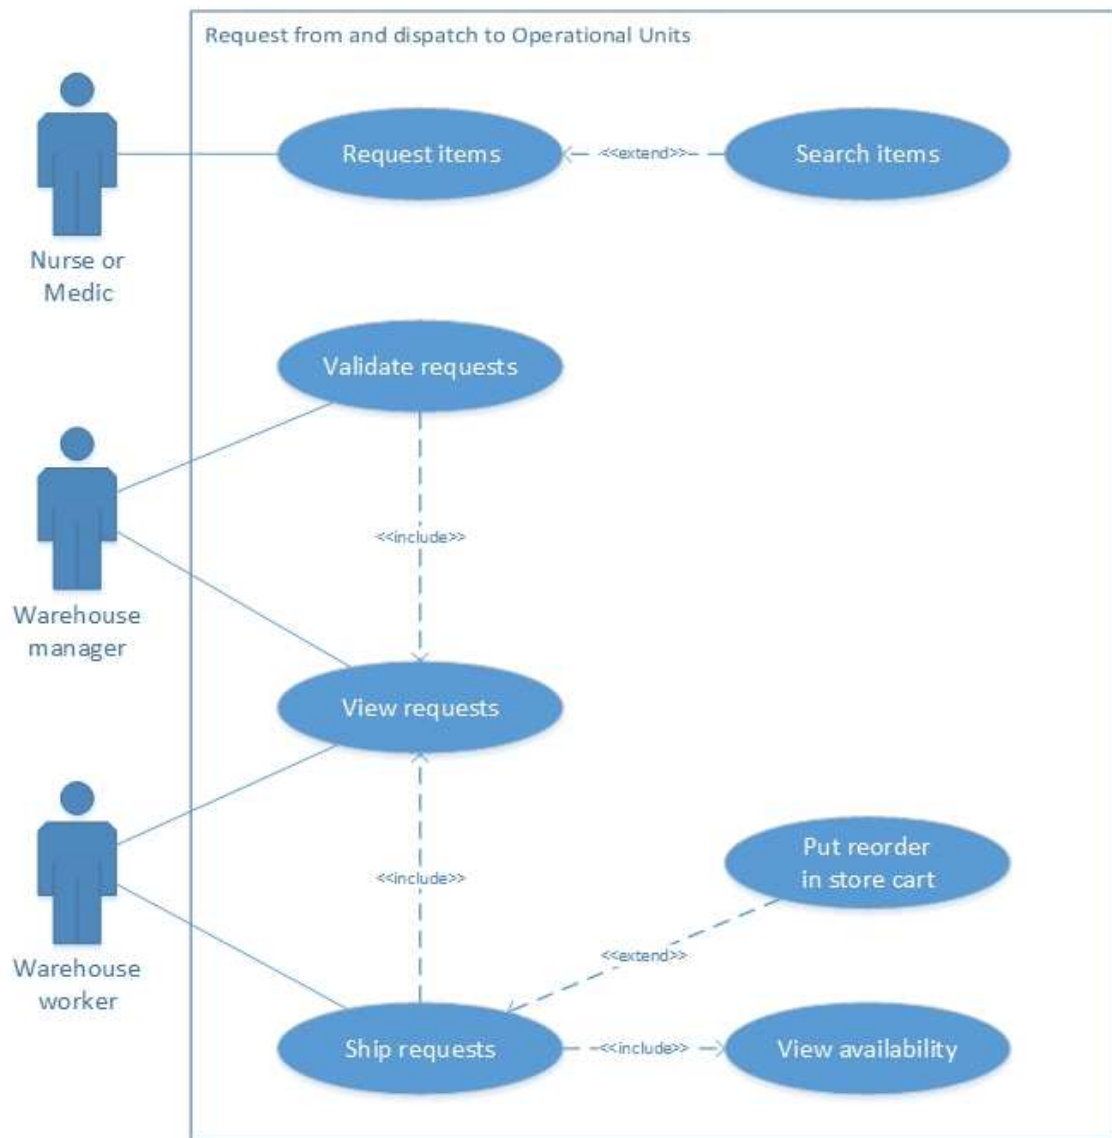 Request from and dispatch to Operational Units
Request items
<<extend>>
Search items
Nurse or
Medic
Validate requests
<<include>>
Warehouse
manager
View requests
<<include>>
Put reorder
in store cart
<<extend>>
Warehouse
worker
Ship requests
<<include>>
View availability